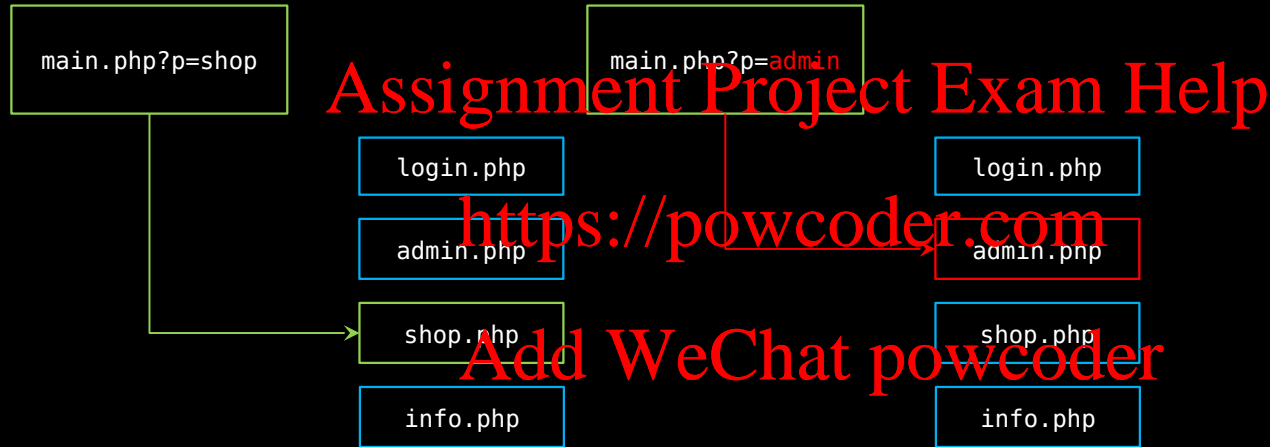 main.php?p=shop
main.php?p=admin
Assignment Project Exam Help
login.php
login.php
https://powcoder.com
admin.php
admin.php
shop.php
shop.php
Add WeChat powcoder
info.php
info.php